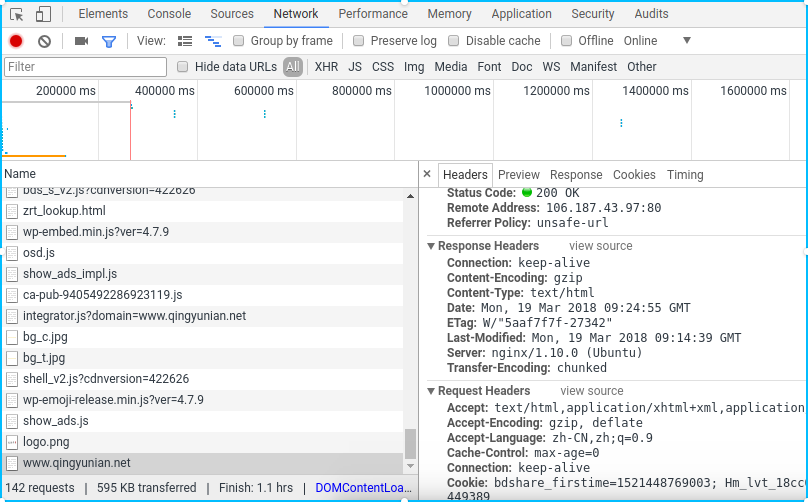 Elements Console Sources Network Performance Memory Application Security Audits
View: Group by frame Preserve log Disable cache Offline Online
Filter Hide data URLs All XHR JS CSS Img Media Font Doc WS Manifest Other
200000 ms 400000 ms 600000 ms 800000 ms 1000000 ms 1200000 ms 1400000 ms 1600000 ms
Name
bds_s_v2.js?cdnversion=422626
zrt_lookup.html
wp-embed.min.js?ver=4.7.9
osd.js
show_ads_impl.js
ca-pub-9405492286923119.js
integrator.js?domain=www.qingyunian.net
bg_c.jpg
bg_t.jpg
shell_v2.js?cdnversion=422626
wp-emoji-release.min.js?ver=4.7.9
show_ads.js
logo.png
www.qingyunian.net
142 requests | 595 KB transferred | Finish: 1.1 hrs | DOMContentLoa...
× Headers Preview Response Cookies Timing
Status Code: 200 OK
Remote Address: 106.187.43.97:80
Referrer Policy: unsafe-url
Response Headers view source
Connection: keep-alive
Content-Encoding: gzip
Content-Type: text/html
Date: Mon, 19 Mar 2018 09:24:55 GMT
ETag: W/"5aaf7f7f-27342"
Last-Modified: Mon, 19 Mar 2018 09:14:39 GMT
Server: nginx/1.10.0 (Ubuntu)
Transfer-Encoding: chunked
Request Headers view source
Accept: text/html,application/xhtml+xml,application
Accept-Encoding: gzip, deflate
Accept-Language: zh-CN,zh;q=0.9
Cache-Control: max-age=0
Connection: keep-alive
Cookie: bdshare_firstime=1521448769003; Hm_lvt_18cc
449389